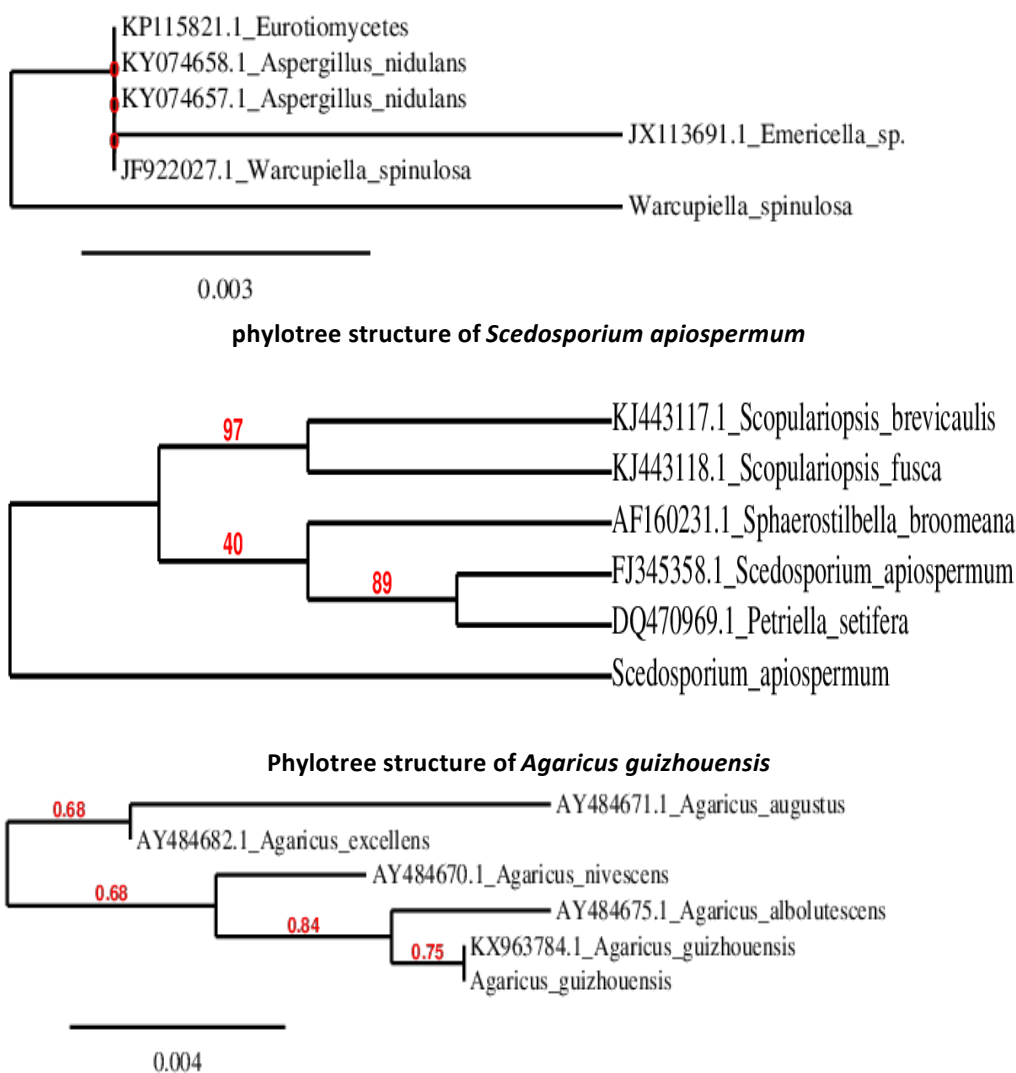 KP115821.1_Eurotiomycetes
0
KY074658.1_Aspergillus_nidulans
0
KY074657.1_Aspergillus_nidulans
0
JX113691.1_Emericella_sp.
JF922027.1_Warcupiella_spinulosa
Warcupiella_spinulosa
0.003
phylotree structure of Scedosporium apiospermum
97
KJ443117.1_Scopulariopsis_brevicaulis
KJ443118.1_Scopulariopsis_fusca
40
AF160231.1_Sphaerostilbella_broomeana
89
FJ345358.1_Scedosporium_apiospermum
DQ470969.1_Petriella_setifera
Scedosporium_apiospermum
Phylotree structure of Agaricus guizhouensis
0.68
AY484671.1_Agaricus_augustus
AY484682.1_Agaricus_excellens
AY484670.1_Agaricus_nivescens
0.68
AY484675.1_Agaricus_albolutescens
0.84
KX963784.1_Agaricus_guizhouensis
0.75
Agaricus_guizhouensis
0.004